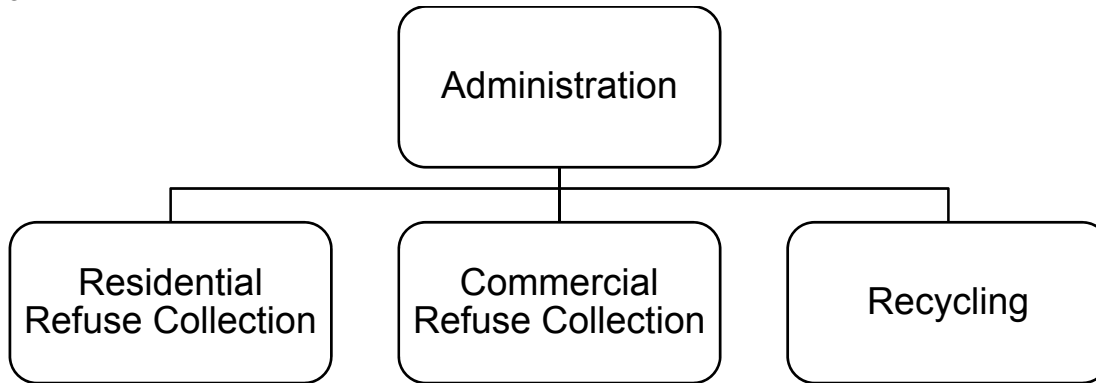 Administration
Residential
Refuse Collection
Commercial
Refuse Collection
Recycling